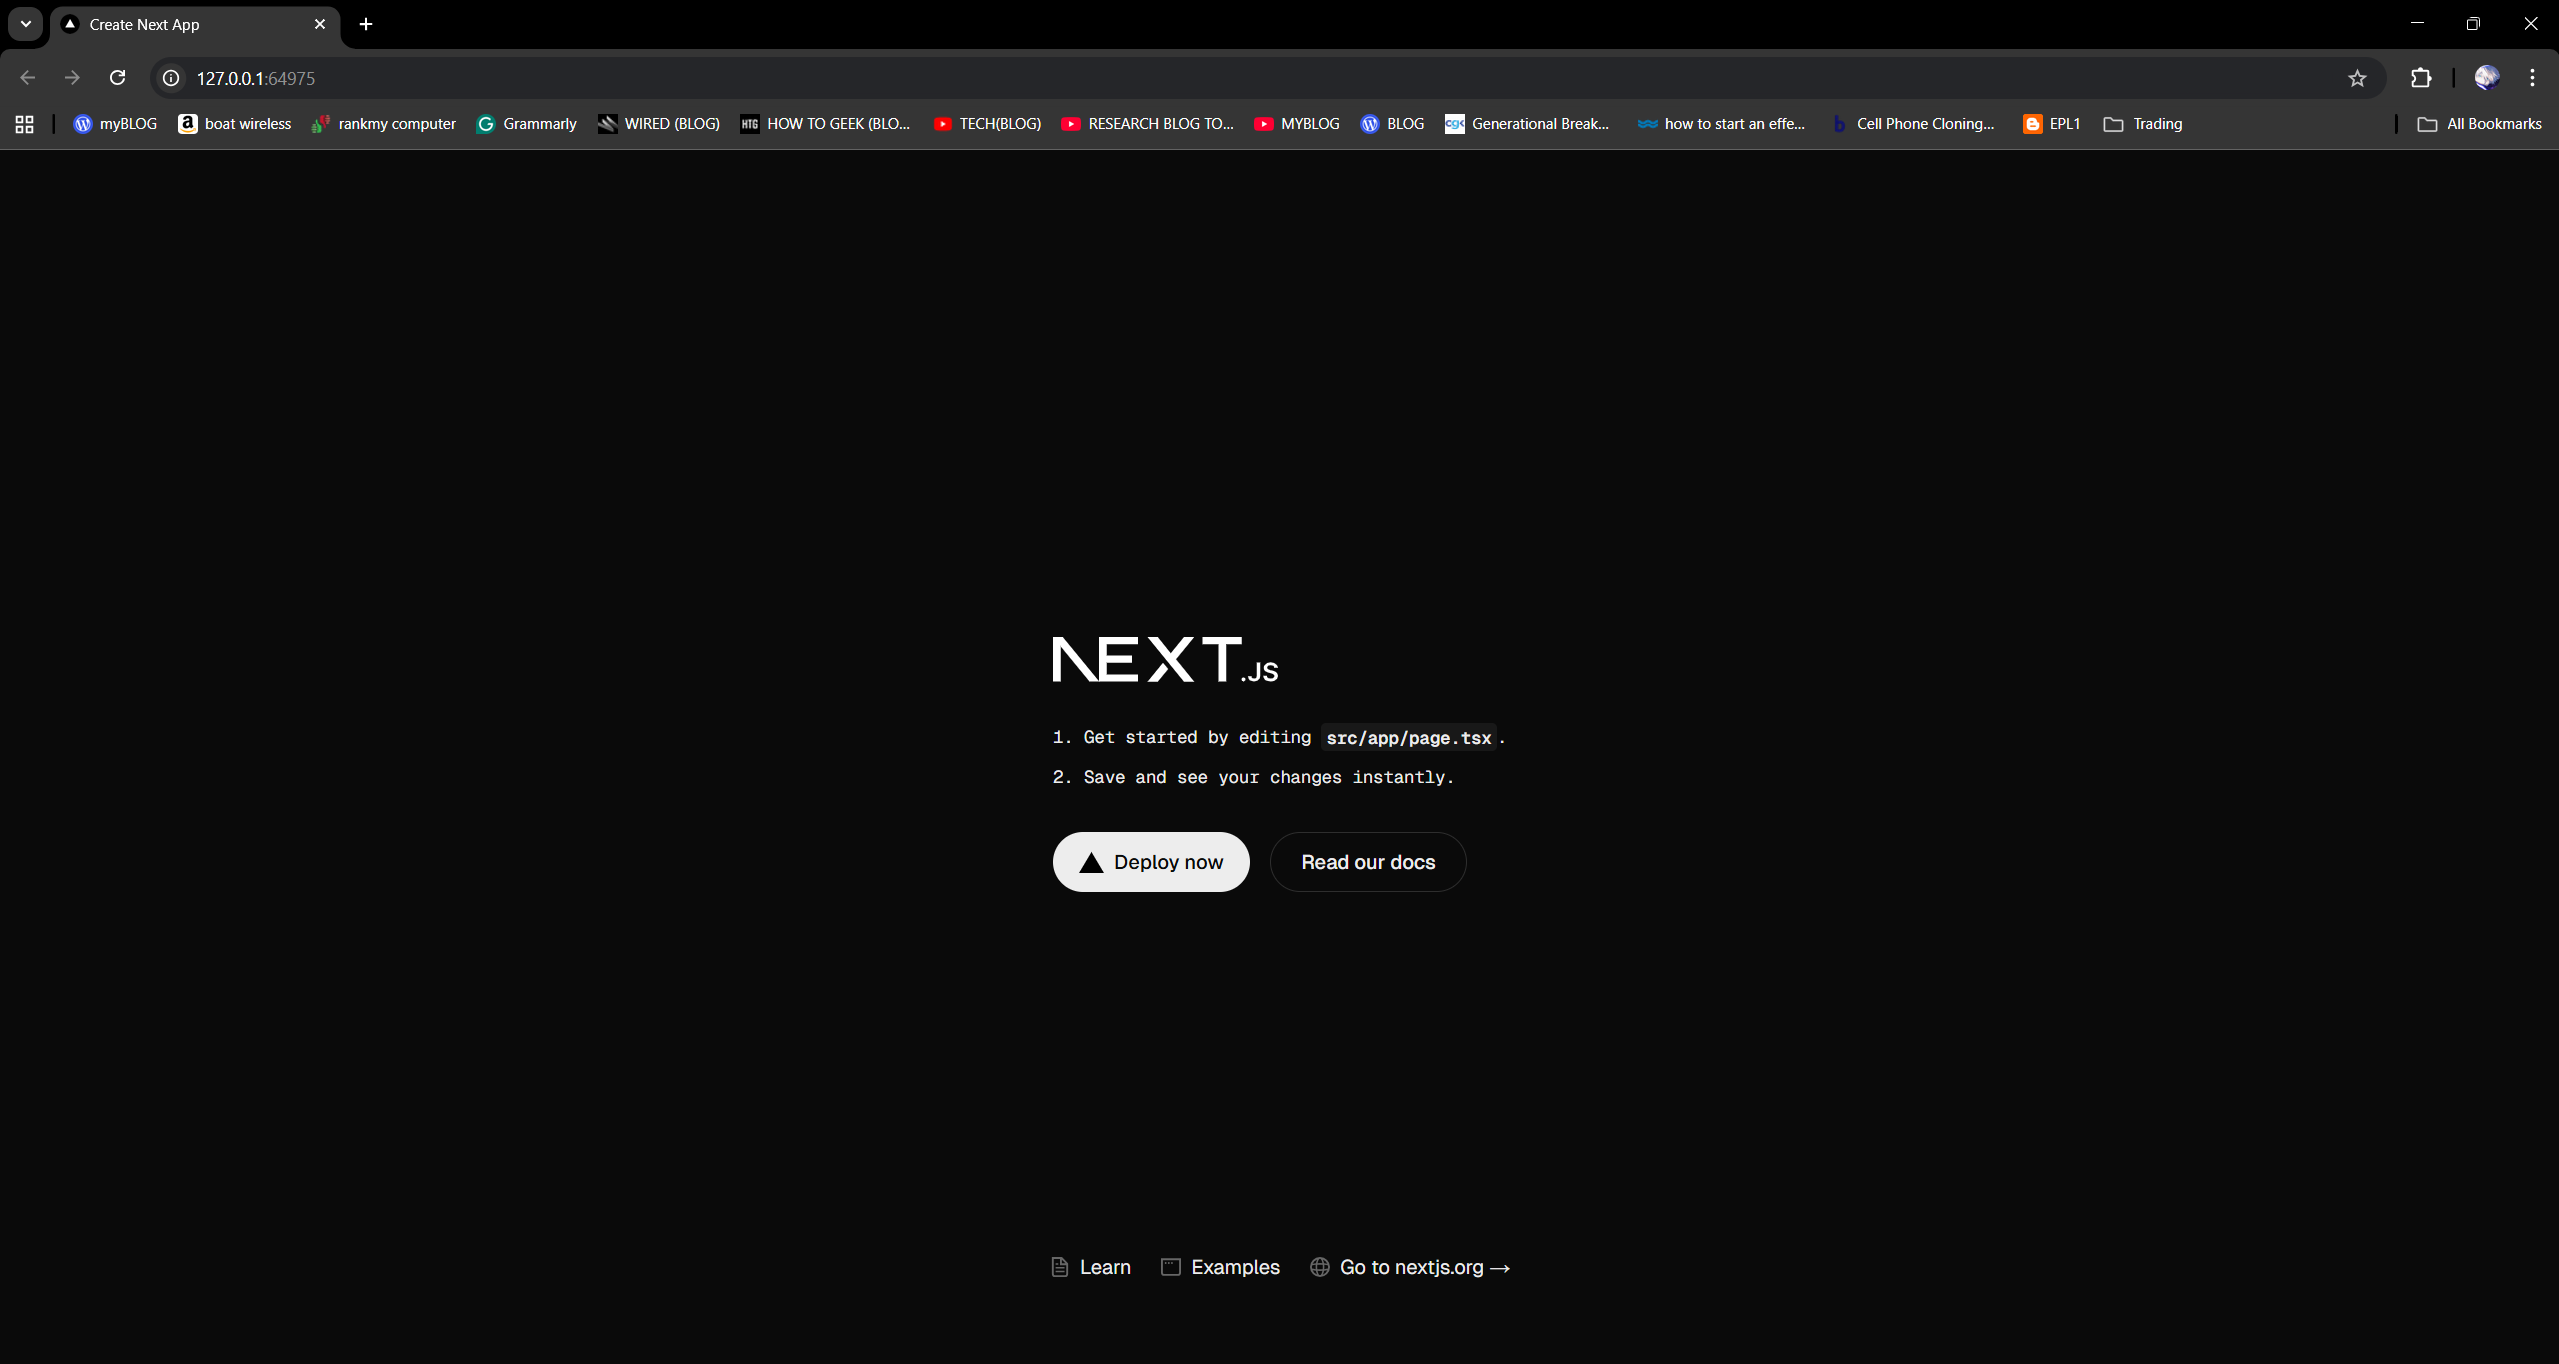 Create Next App
127.0.0.1:64975
myBLOG boat wireless rankmy computer Grammarly WIRED (BLOG) HTG HOW TO GEEK (BLO... TECH(BLOG) RESEARCH BLOG TO... MYBLOG BLOG cgk Generational Break... how to start an effe... b Cell Phone Cloning... EPL1 Trading All Bookmarks
NEXT.JS
1. Get started by editing src/app/page.tsx.
2. Save and see your changes instantly.
Deploy now Read our docs
Learn Examples Go to nextjs.org →